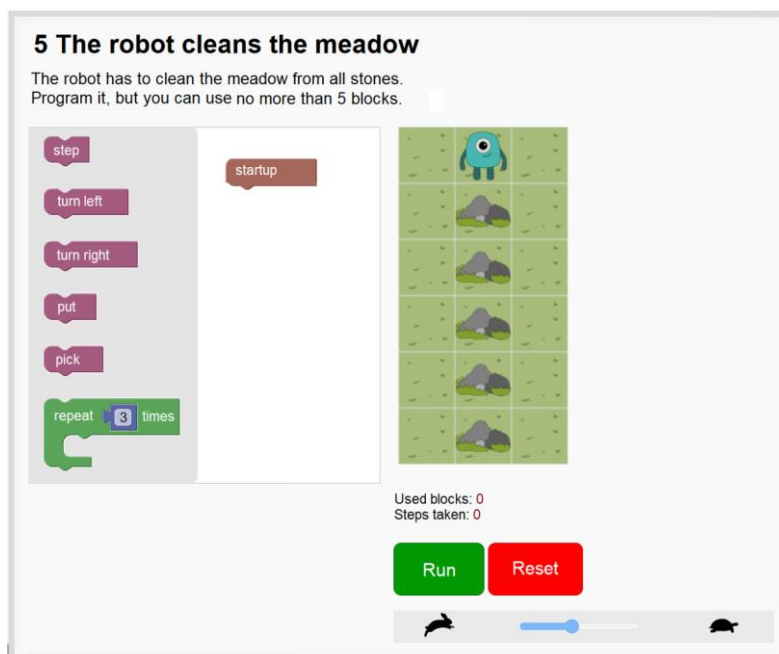 5 The robot cleans the meadow
The robot has to clean the meadow from all stones.
Program it, but you can use no more than 5 blocks.
step
turn left
turn right
put
pick
repeat 3 times
startup
Used blocks: 0
Steps taken: 0
Run
Reset